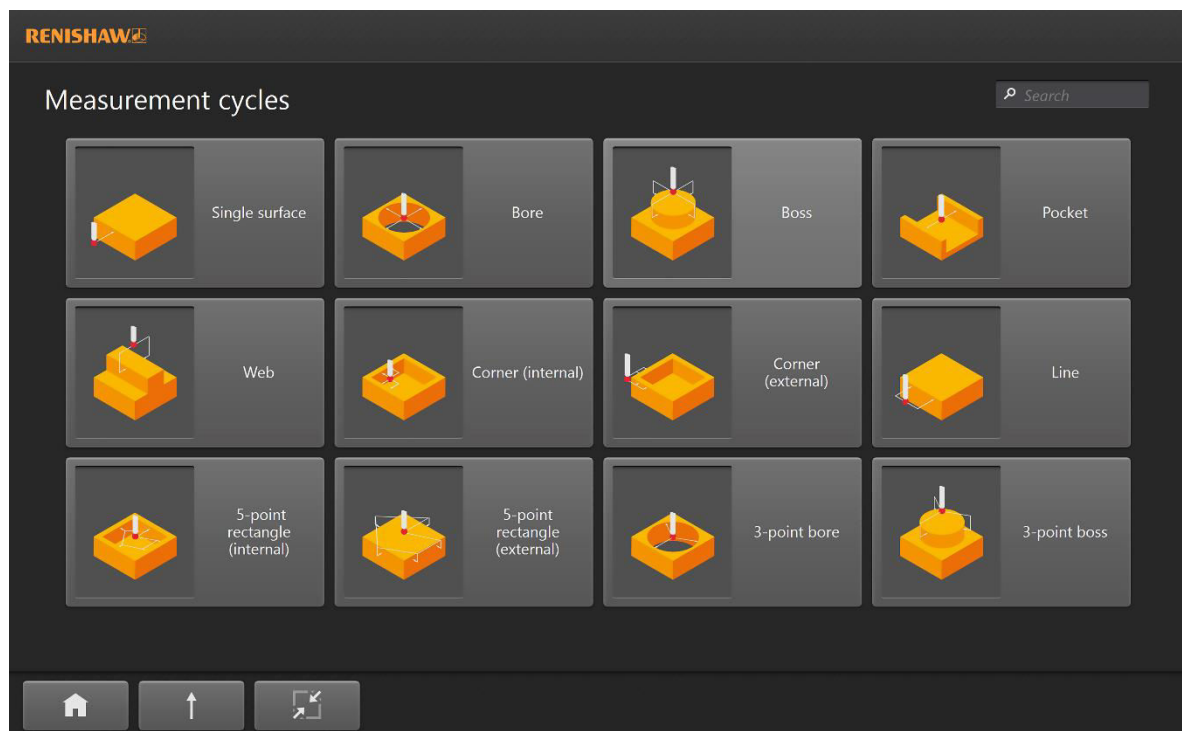 RENISHAW
Measurement cycles
Search
Single surface
Bore
Boss
Pocket
Web
Corner (internal)
Corner
(external)
Line
5-point
rectangle
(internal)
5-point
rectangle
(external)
3-point bore
3-point boss